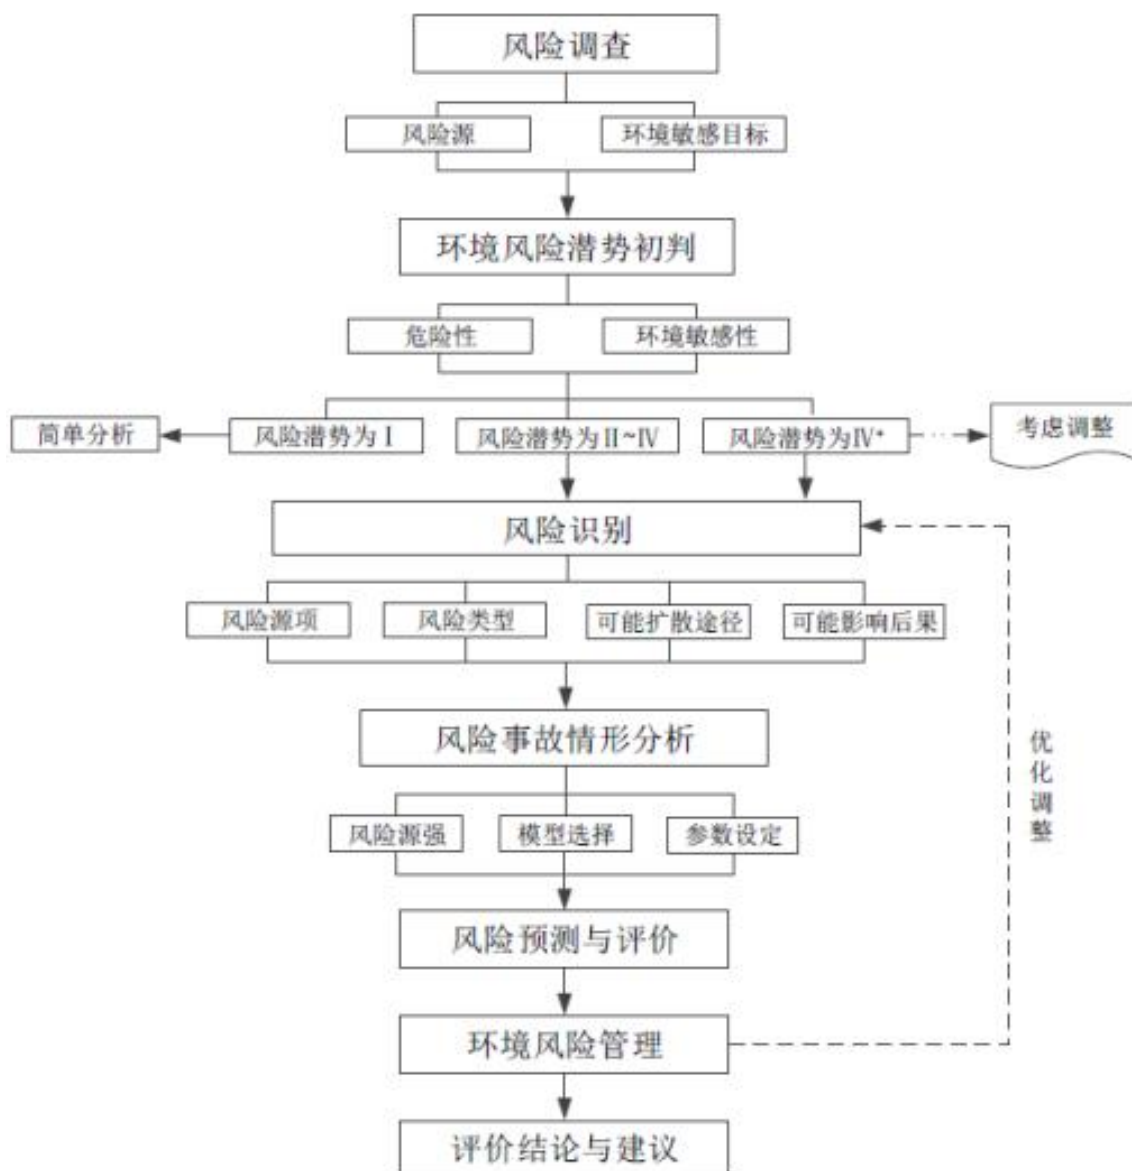 风险调查
风险源
环境敏感目标
环境风险潜势初判
危险性
环境敏感性
简单分析
风险潜势为Ⅰ
风险潜势为Ⅱ~Ⅳ
风险潜势为Ⅳ⁺
考虑调整
风险识别
风险源项
风险类型
可能扩散途径
可能影响后果
风险事故情形分析
优化调整
风险源强
模型选择
参数设定
风险预测与评价
环境风险管理
评价结论与建议